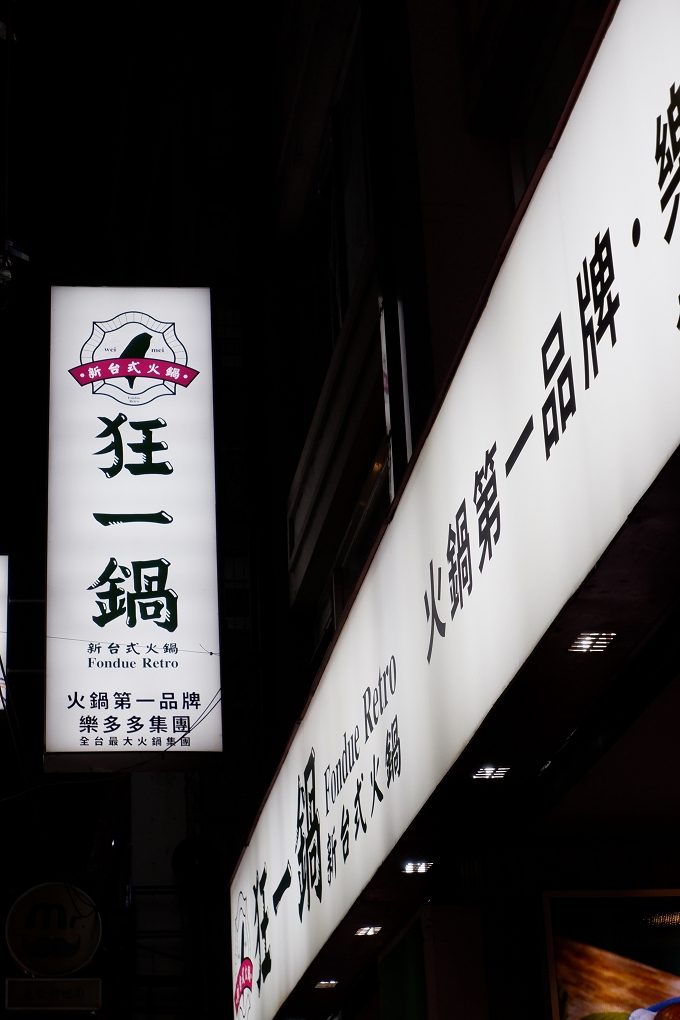 wei mei
·新台式火鍋·
Fondue
Retro
狂一鍋
新台式火鍋
Fondue Retro
火鍋第一品牌
樂多多集團
全台最大火鍋集團
狂一鍋
Fondue Retro
新台式火鍋
火鍋第一品牌·樂